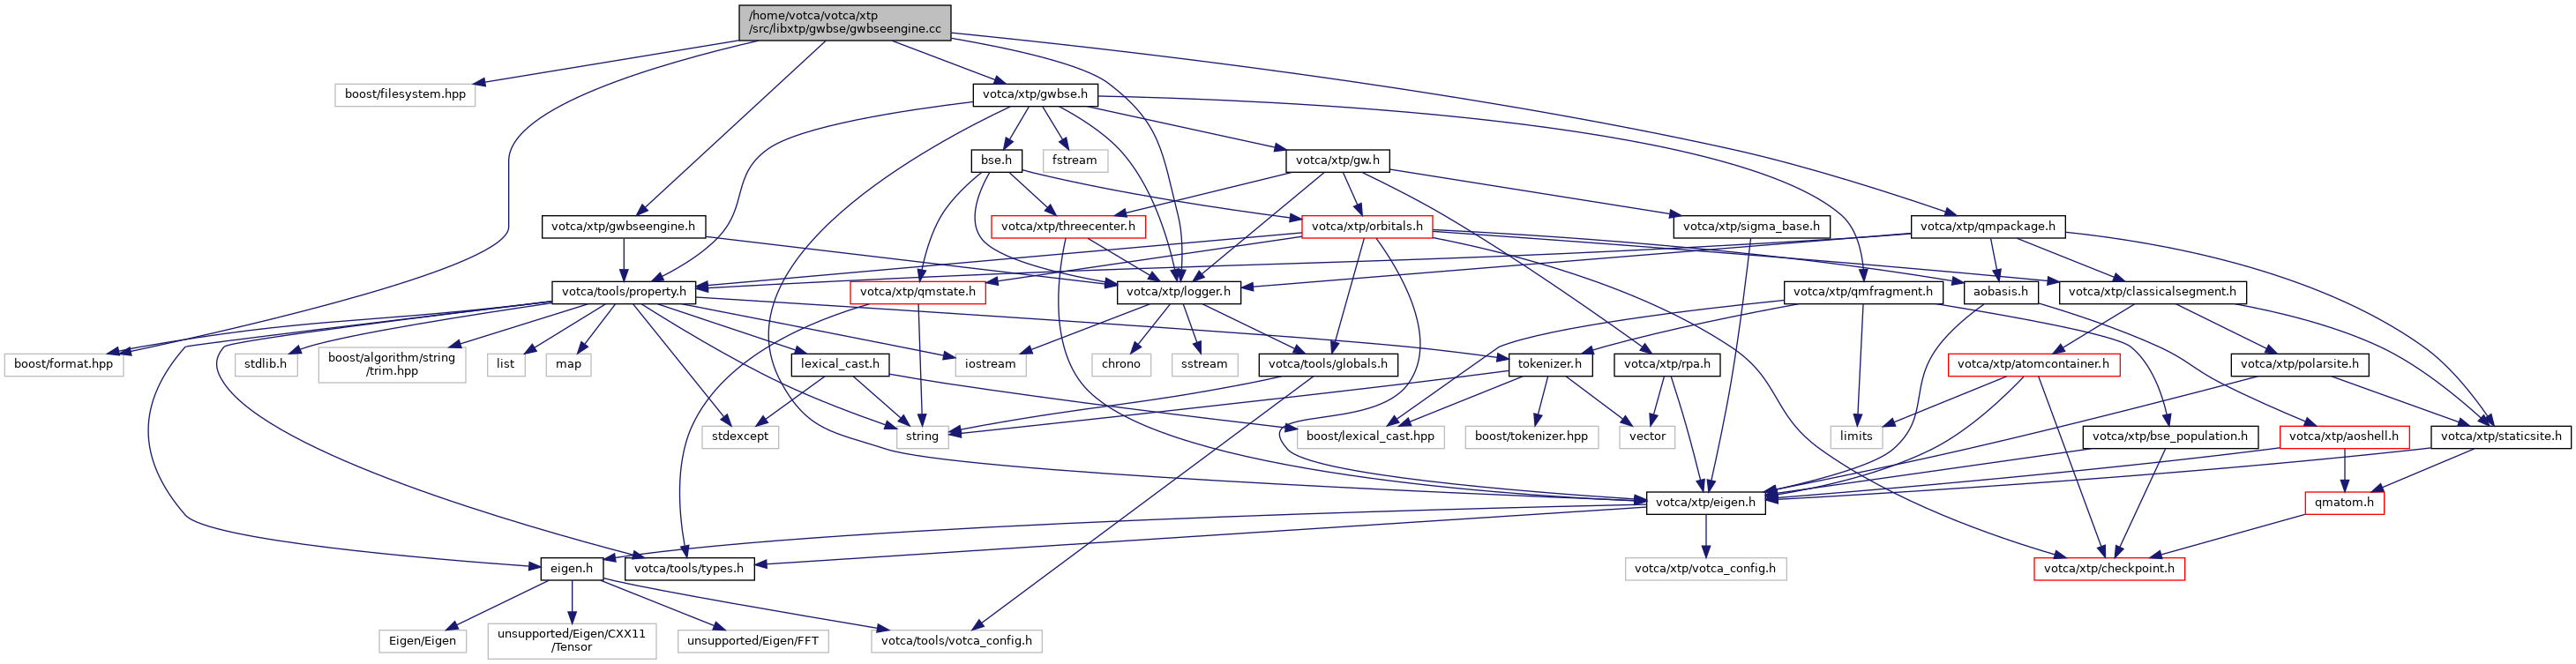 /home/votca/votca/xtp
/src/libxtp/gwbse/gwbseengine.cc
boost/filesystem.hpp
votca/xtp/gwbse.h
bse.h
fstream
votca/xtp/gw.h
votca/xtp/gwbseengine.h
votca/xtp/threecenter.h
votca/xtp/orbitals.h
votca/xtp/sigma_base.h
votca/xtp/qmpackage.h
votca/tools/property.h
votca/xtp/qmstate.h
votca/xtp/logger.h
votca/xtp/qmfragment.h
aobasis.h
votca/xtp/classicalsegment.h
boost/format.hpp
stdlib.h
boost/algorithm/string
/trim.hpp
list
map
lexical_cast.h
iostream
chrono
sstream
votca/tools/globals.h
tokenizer.h
votca/xtp/rpa.h
votca/xtp/atomcontainer.h
votca/xtp/polarsite.h
stdexcept
string
boost/lexical_cast.hpp
boost/tokenizer.hpp
vector
limits
votca/xtp/bse_population.h
votca/xtp/aoshell.h
votca/xtp/staticsite.h
votca/xtp/eigen.h
qmatom.h
eigen.h
votca/tools/types.h
votca/xtp/votca_config.h
votca/xtp/checkpoint.h
Eigen/Eigen
unsupported/Eigen/CXX11
/Tensor
unsupported/Eigen/FFT
votca/tools/votca_config.h